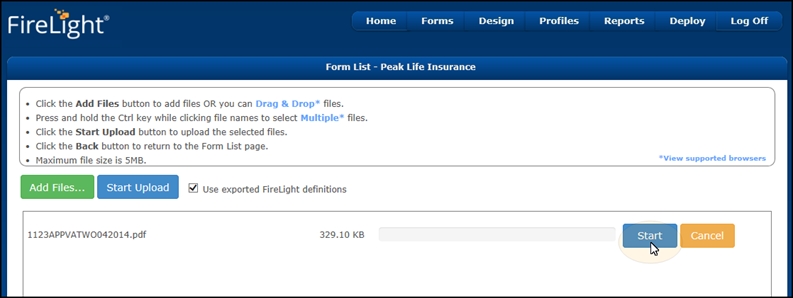 FireLight®
Home Forms Design Profiles Reports Deploy Log Off
Form List - Peak Life Insurance
• Click the Add Files button to add files OR you can Drag & Drop* files.
• Press and hold the Ctrl key while clicking file names to select Multiple* files.
• Click the Start Upload button to upload the selected files.
• Click the Back button to return to the Form List page.
• Maximum file size is 5MB.
*View supported browsers
Add Files... Start Upload Use exported FireLight definitions
1123APPVATWO042014.pdf 329.10 KB Start Cancel